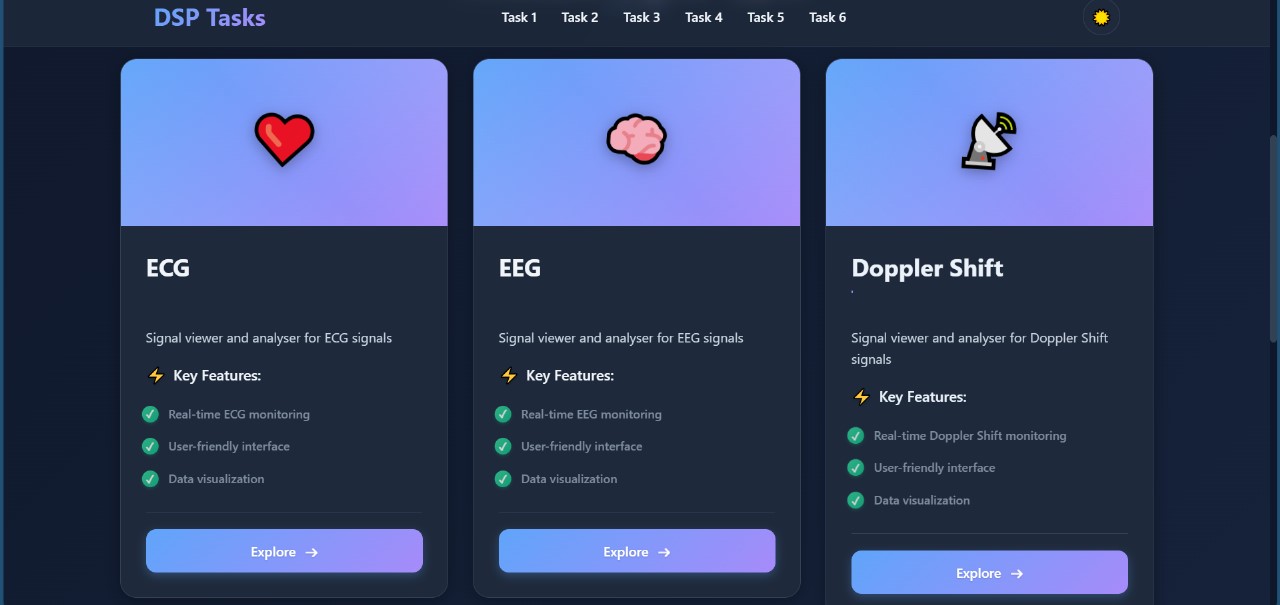 DSP Tasks
Task 1
Task 2
Task 3
Task 4
Task 5
Task 6
ECG
Signal viewer and analyser for ECG signals
Key Features:
Real-time ECG monitoring
User-friendly interface
Data visualization
Explore →
EEG
Signal viewer and analyser for EEG signals
Key Features:
Real-time EEG monitoring
User-friendly interface
Data visualization
Explore →
Doppler Shift
Signal viewer and analyser for Doppler Shift
signals
Key Features:
Real-time Doppler Shift monitoring
User-friendly interface
Data visualization
Explore →